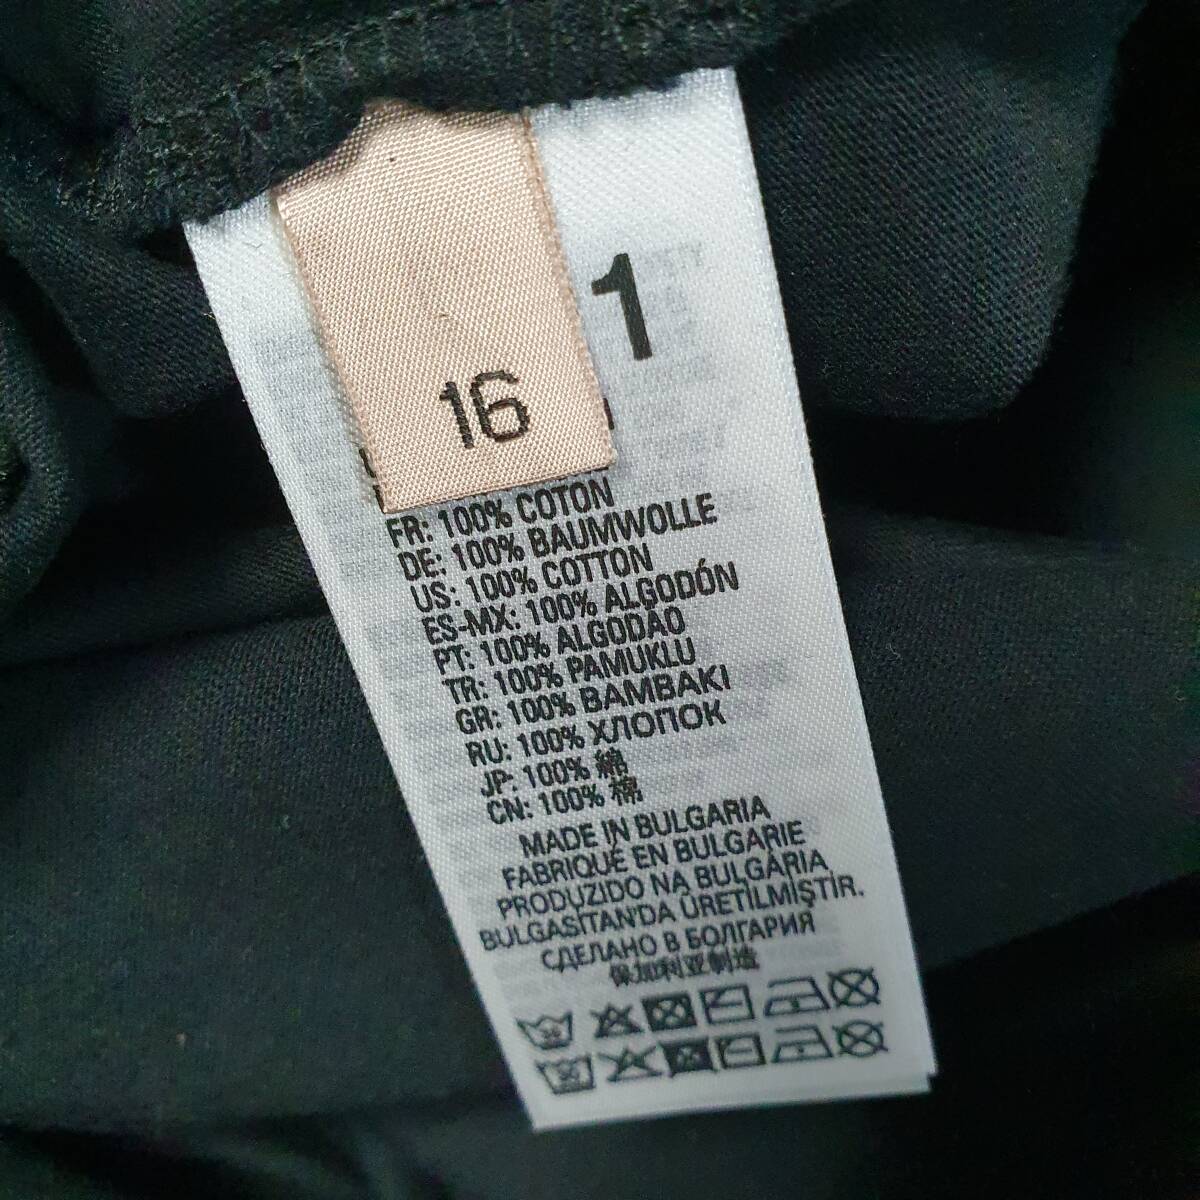 1
16
FR: 100% COTON
DE: 100% BAUMWOLLE
US: 100% COTTON
ES-MX: 100% ALGODÓN
PT: 100% ALGODÃO
TR: 100% PAMUKLU
GR: 100% BAMBAKI
RU: 100% ХЛОПОК
JP: 100% 綿
CN: 100% 棉
MADE IN BULGARIA
FABRIQUÉ EN BULGARIE
PRODUZIDO NA BULGÁRIA
BULGASİTAN'DA ÜRETİLMİŞTİR.
СДЕЛАНО В БОЛГАРИЯ
保加利亚制造
30
30